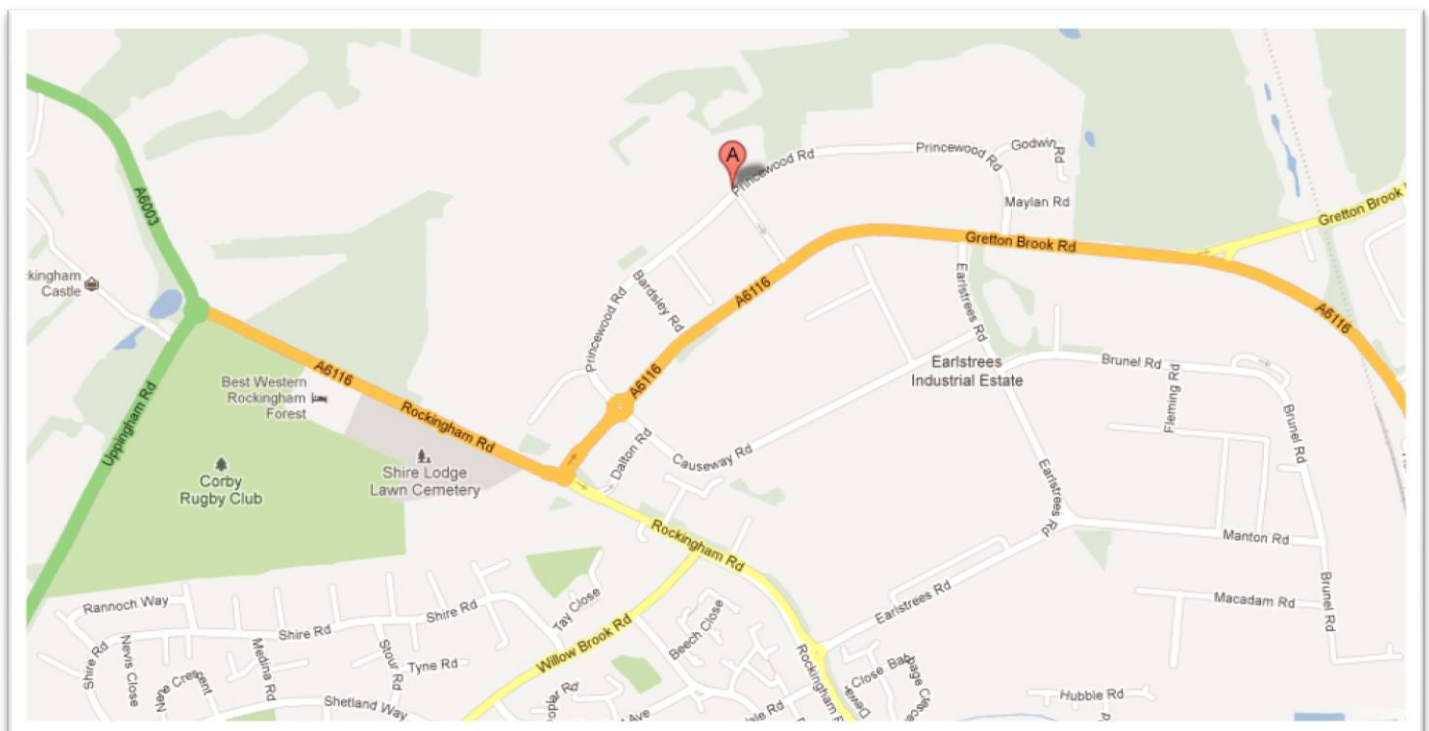 A6003
A
Princewood Rd
Princewood Rd
Godwin
Rd
Maylan Rd
Gretton Brook Rd
Gretton Brook
Castle
Bardsley Rd
Princewood Rd
A6116
Earlstrees Rd
A6116
A6116
A6116
Best Western
Rockingham
Forest
Uppingham Rd
Rockingham Rd
Earlstrees
Industrial Estate
Brunel Rd
Fleming Rd
Brunel Rd
Dalton Rd
Causeway Rd
Shire Lodge
Lawn Cemetery
Corby
Rugby Club
Earlstrees Rd
Rockingham Rd
Manton Rd
Rannoch Way
Shire Rd
Shire Rd
Tay Close
Beech Close
Earlstrees Rd
Macadam Rd
Brunel Rd
Shire Rd
Nevis Close
Nene Crescent
Medina Rd
Stour Rd
Tyne Rd
Willow Brook Rd
Rockingham
Close
Shetland Way
Ave
Hubble Rd